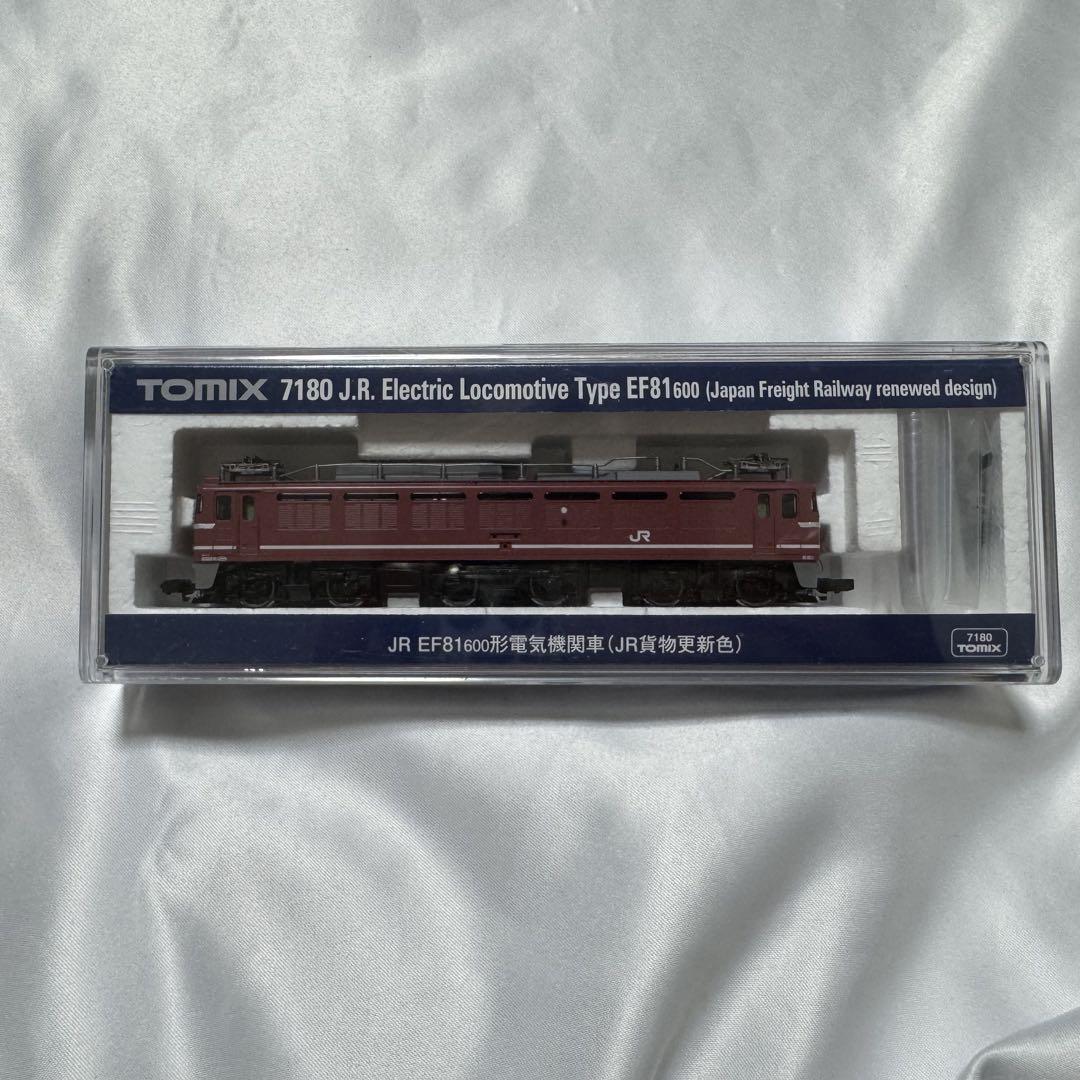 TOMIX 7180 J.R. Electric Locomotive Type EF81600 (Japan Freight Railway renewed design)
JR
JR EF81600形電気機関車(JR貨物更新色)
7180
TOMIX